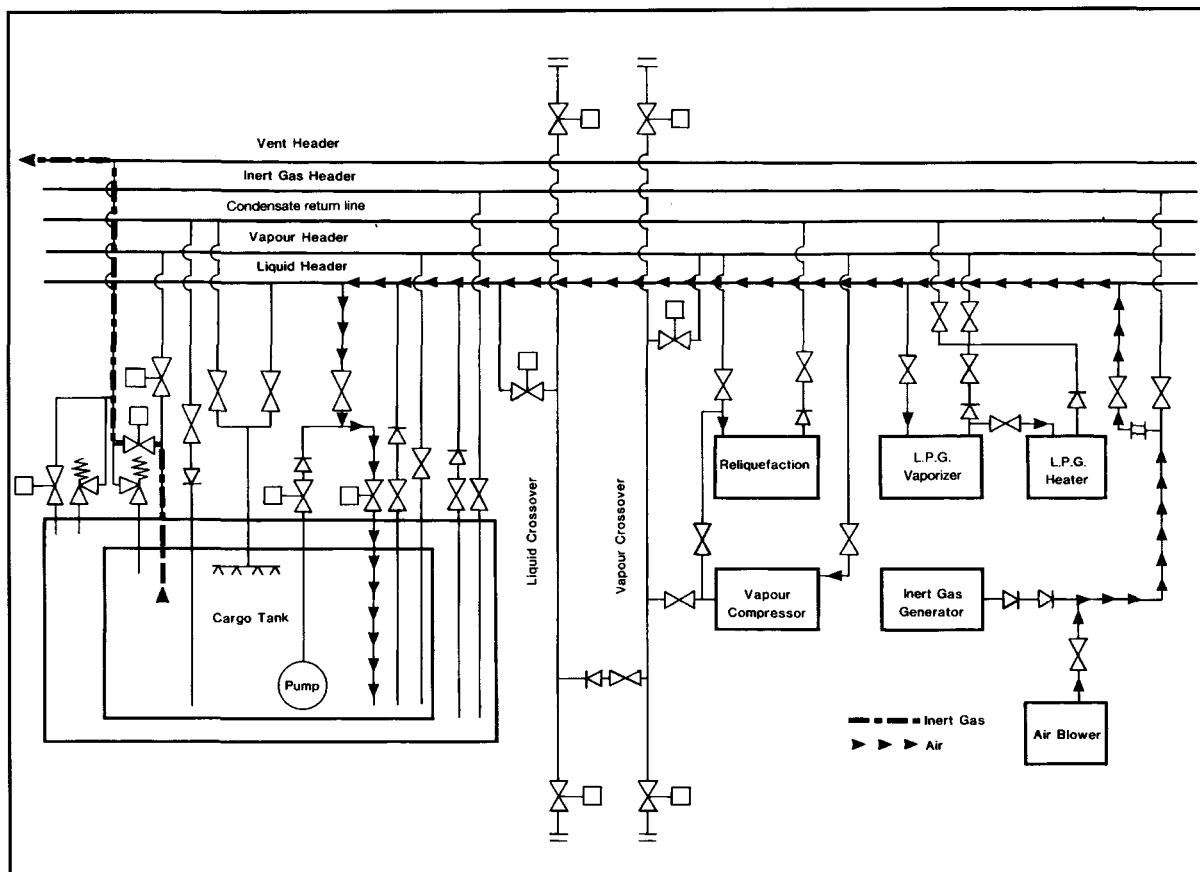 Vent Header
Inert Gas Header
Condensate return line
Vapour Header
Liquid Header
Liquid Crossover
Vapour Crossover
Reliquefaction
L.P.G.
Vaporizer
L.P.G.
Heater
Cargo Tank
Pump
Vapour
Compressor
Inert Gas
Generator
Air Blower
Inert Gas
Air